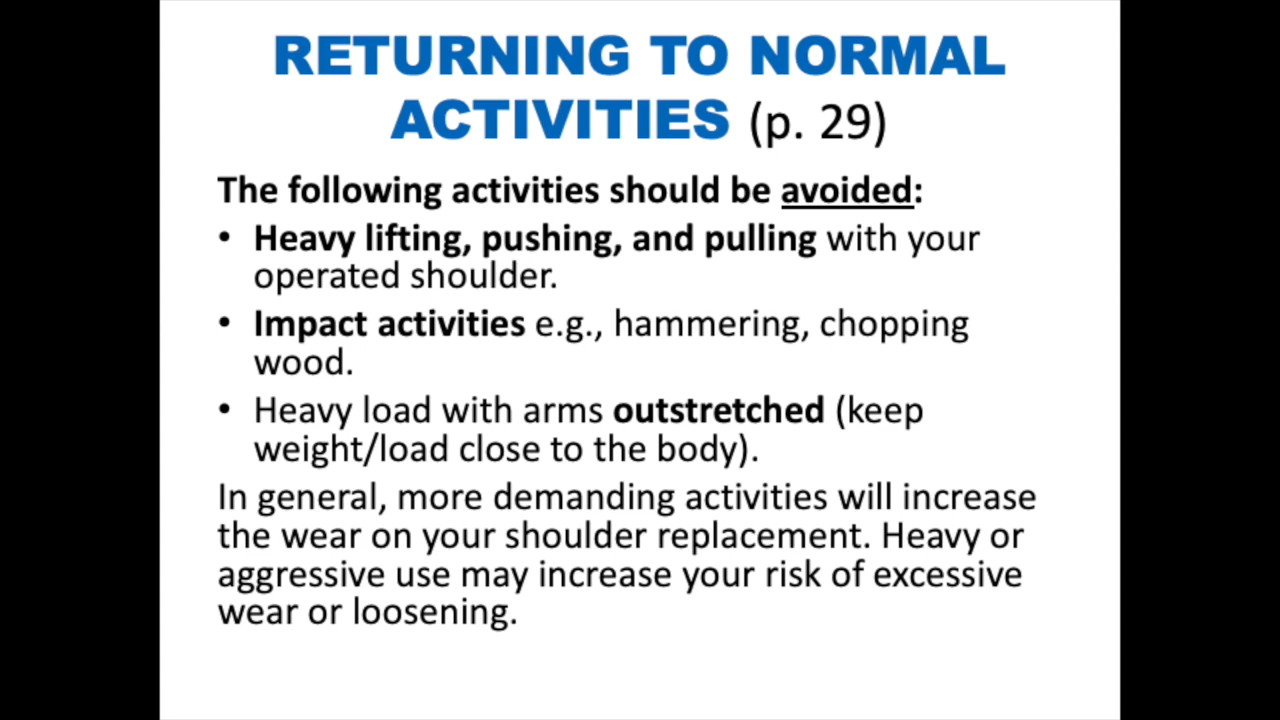 RETURNING TO NORMAL
ACTIVITIES (p. 29)
The following activities should be avoided:
• Heavy lifting, pushing, and pulling with your
operated shoulder.
• Impact activities e.g., hammering, chopping
wood.
• Heavy load with arms outstretched (keep
weight/load close to the body).
In general, more demanding activities will increase
the wear on your shoulder replacement. Heavy or
aggressive use may increase your risk of excessive
wear or loosening.